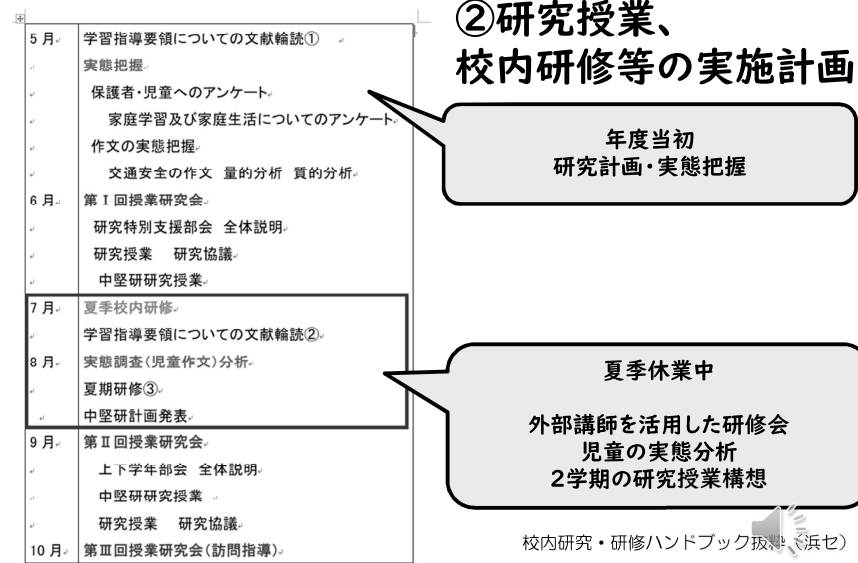 ②研究授業、
校内研修等の実施計画
5月 学習指導要領についての文献輪読①
実態把握
保護者・児童へのアンケート
家庭学習及び家庭生活についてのアンケート
作文の実態把握
交通安全の作文 量的分析 質的分析
6月 第Ⅰ回授業研究会
研究特別支援部会 全体説明
研究授業 研究協議
中堅研研究授業
7月 夏季校内研修
学習指導要領についての文献輪読②
8月 実態調査(児童作文)分析
夏期研修③
中堅研計画発表
9月 第Ⅱ回授業研究会
上下学年部会 全体説明
中堅研研究授業
研究授業 研究協議
10月 第Ⅲ回授業研究会(訪問指導)
年度当初
研究計画・実態把握
夏季休業中
外部講師を活用した研修会
児童の実態分析
2学期の研究授業構想
校内研究・研修ハンドブック抜粋(浜セ)